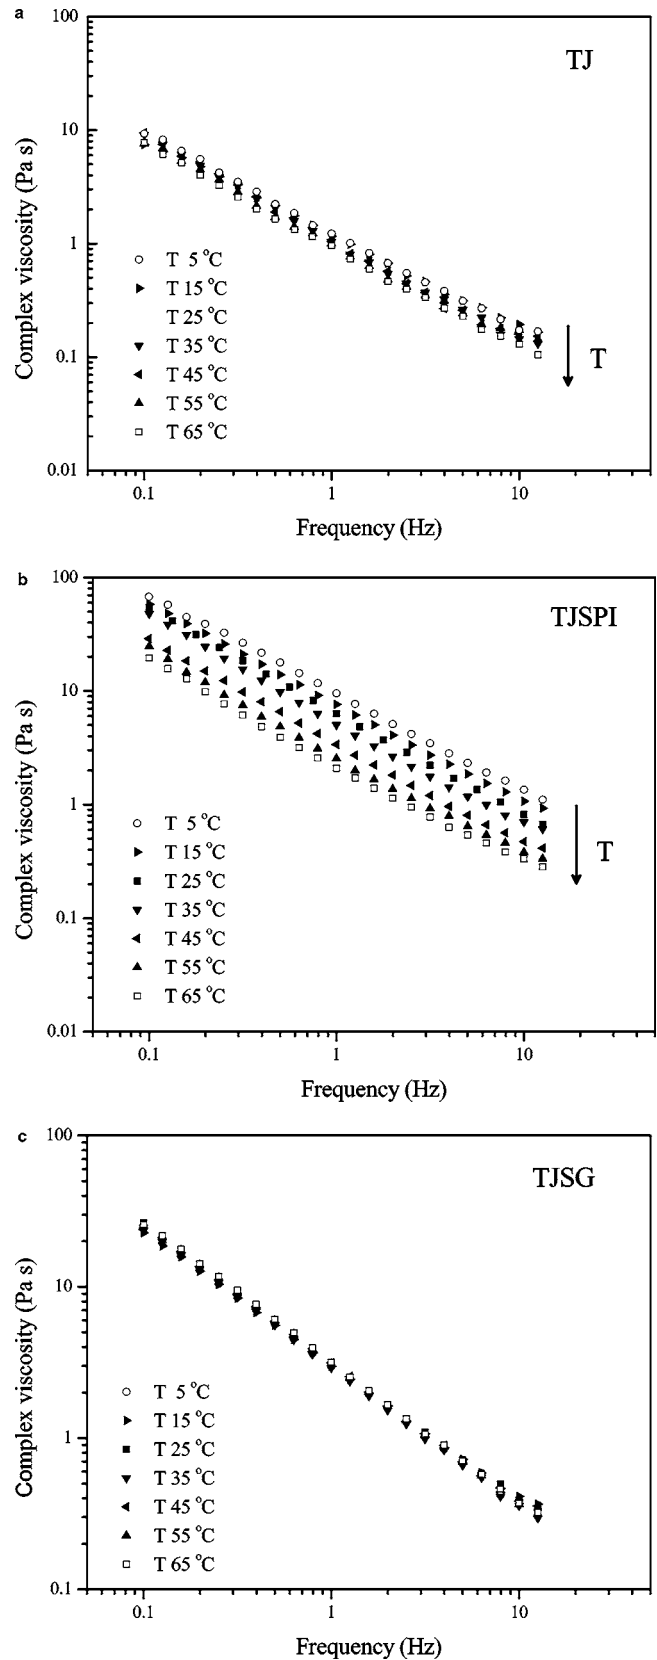 a
100
10
1
0.1
0.01
Complex viscosity (Pa s)
TJ
T 5 °C
T 15 °C
T 25 °C
T 35 °C
T 45 °C
T 55 °C
T 65 °C
T
0.1 1 10
Frequency (Hz)
b
100
10
1
0.1
0.01
Complex viscosity (Pa s)
TJSPI
T 5 °C
T 15 °C
T 25 °C
T 35 °C
T 45 °C
T 55 °C
T 65 °C
T
0.1 1 10
Frequency (Hz)
c
100
10
1
0.1
Complex viscosity (Pa s)
TJSG
T 5 °C
T 15 °C
T 25 °C
T 35 °C
T 45 °C
T 55 °C
T 65 °C
0.1 1 10
Frequency (Hz)